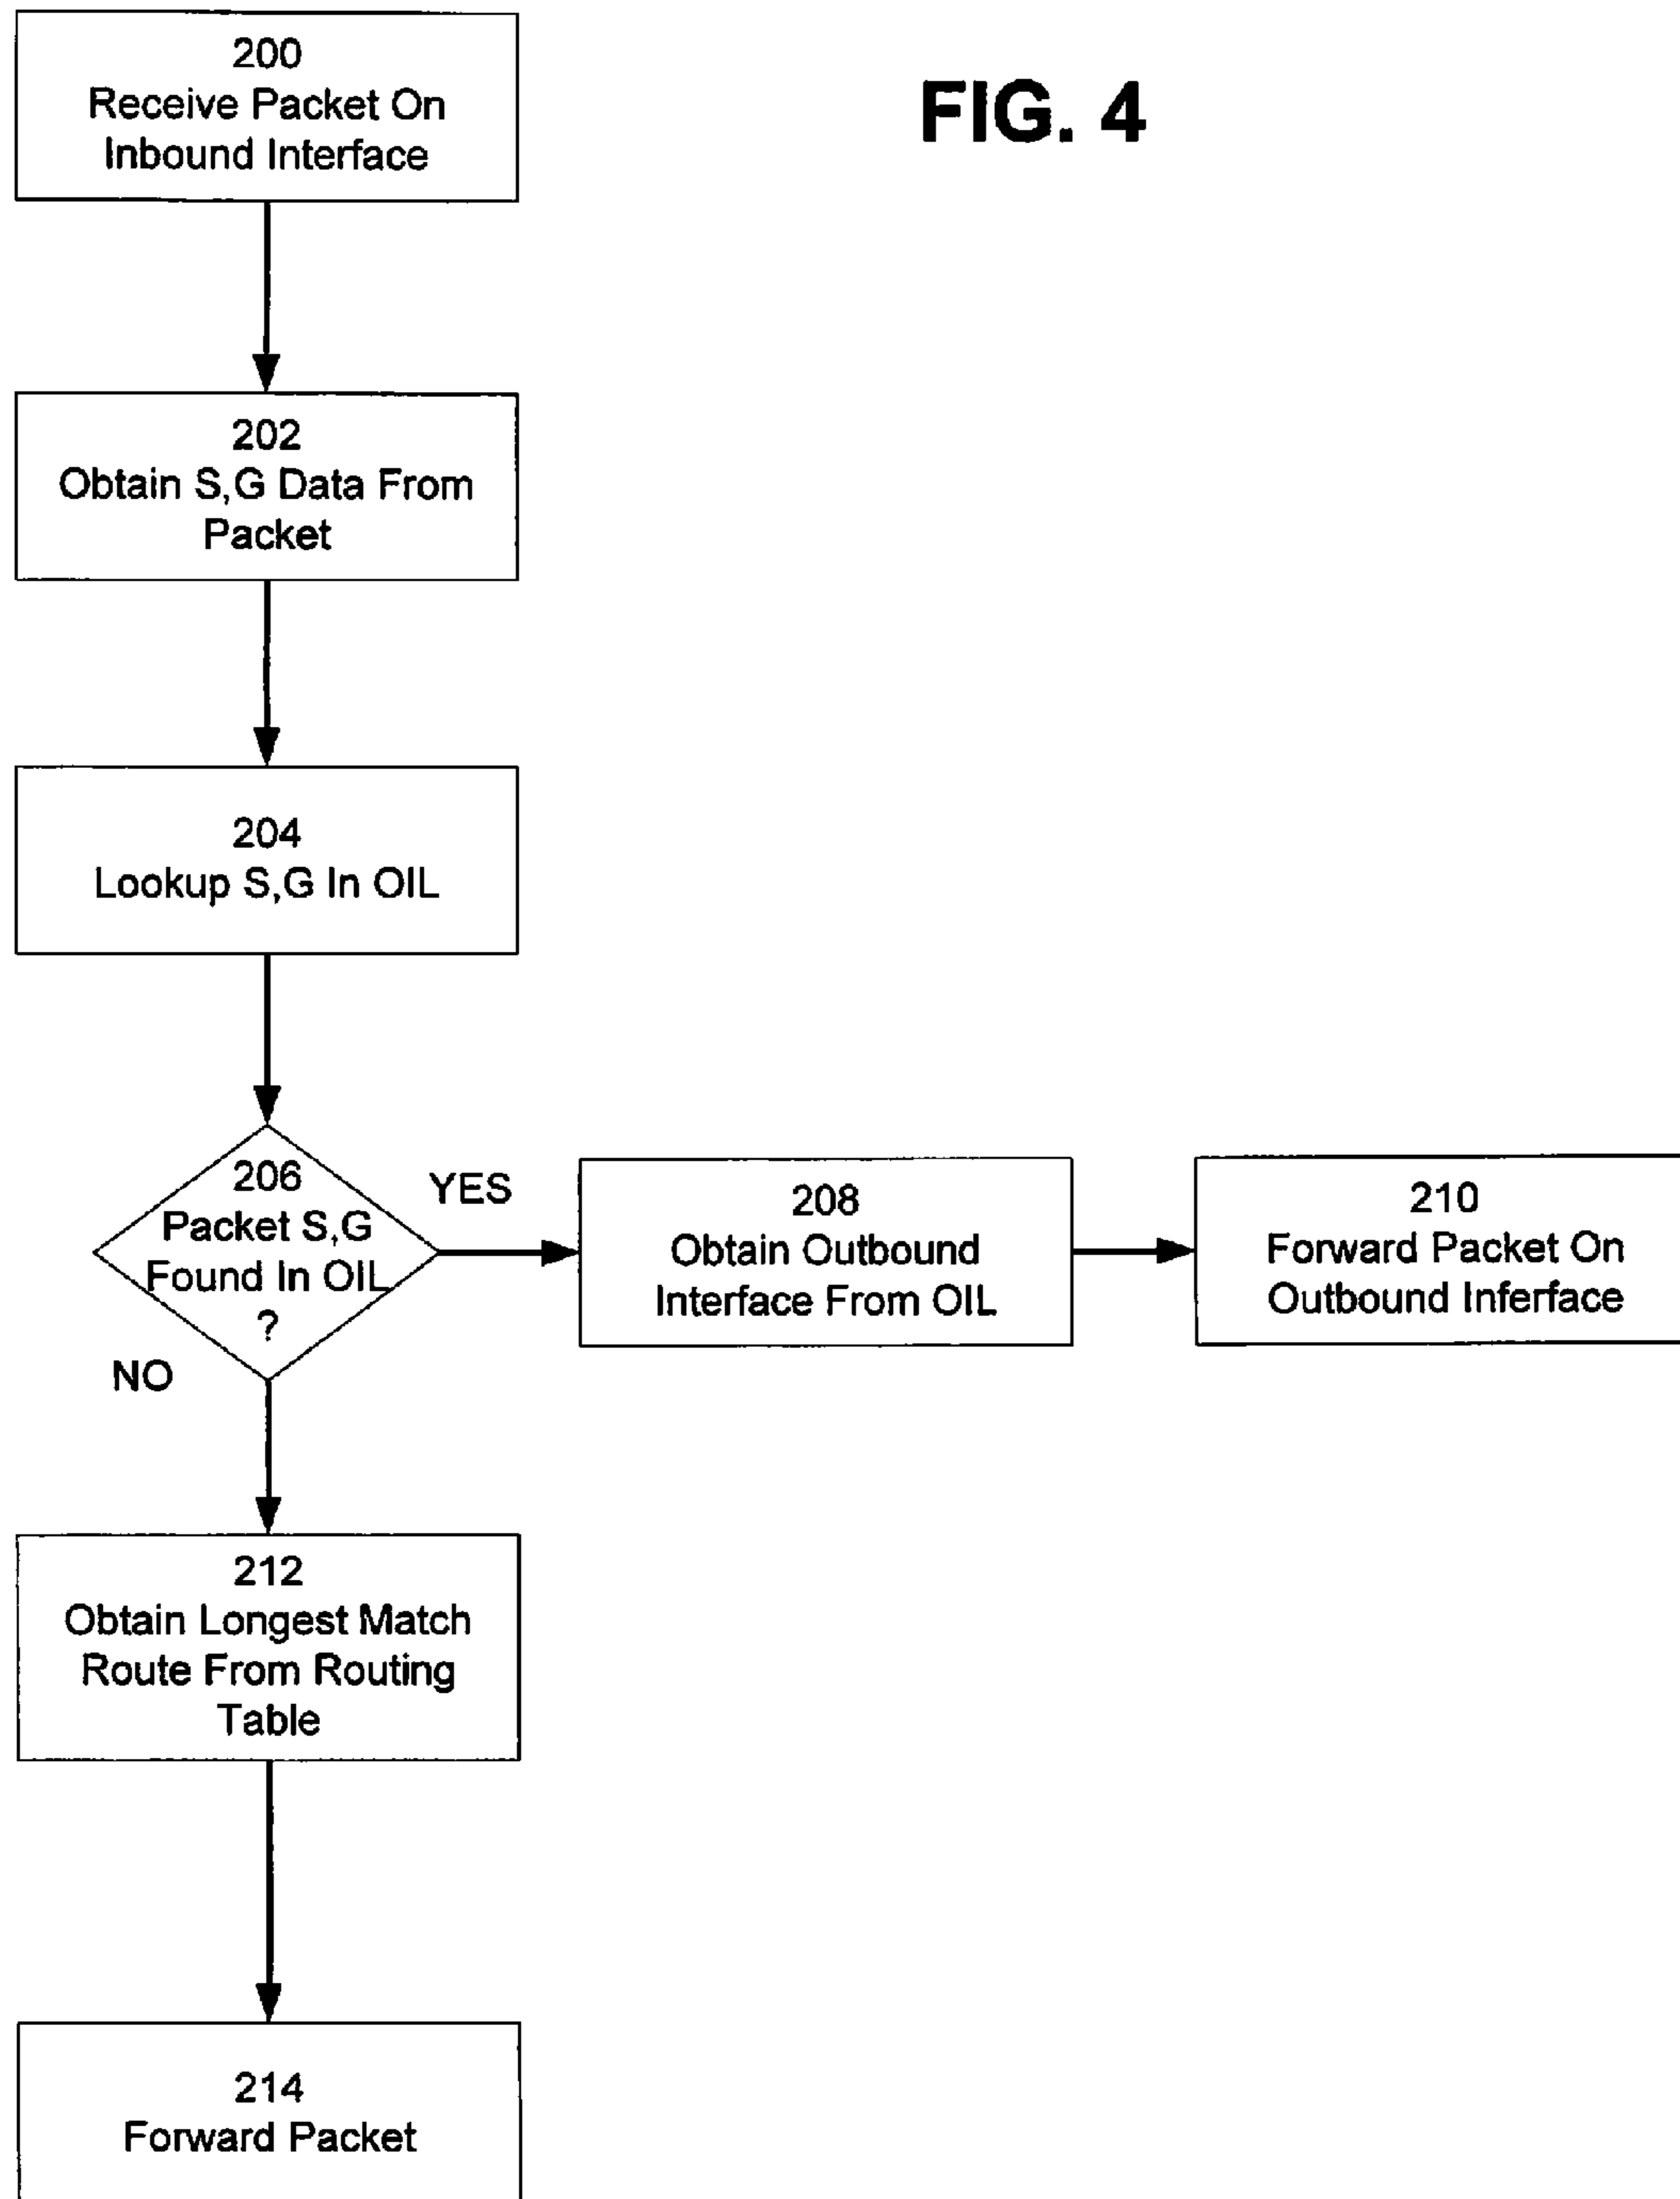 200
Receive Packet On
Inbound Interface
FIG. 4
202
Obtain S,G Data From
Packet
204
Lookup S,G In OIL
206
Packet S,G
Found In OIL
?
YES
208
Obtain Outbound
Interface From OIL
210
Forward Packet On
Outbound Inferface
NO
212
Obtain Longest Match
Route From Routing
Table
214
Forward Packet